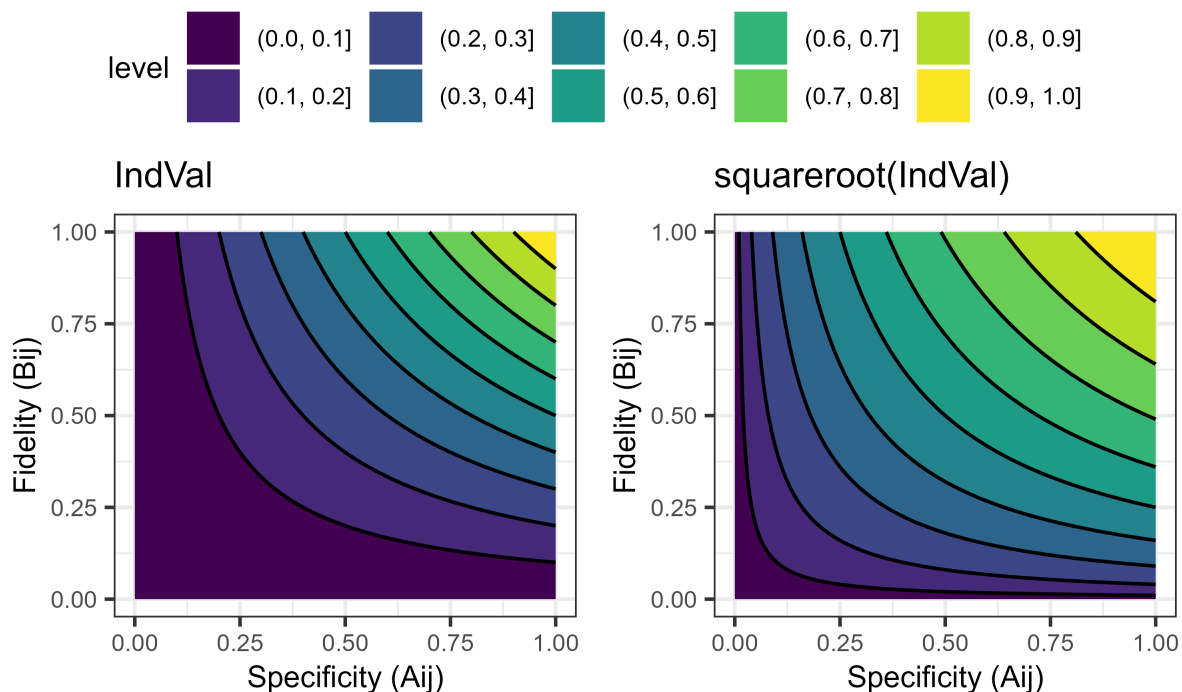 level
(0.0, 0.1] (0.2, 0.3] (0.4, 0.5] (0.6, 0.7] (0.8, 0.9]
(0.1, 0.2] (0.3, 0.4] (0.5, 0.6] (0.7, 0.8] (0.9, 1.0]
IndVal
Fidelity (Bij)
1.00
0.75
0.50
0.25
0.00
0.00 0.25 0.50 0.75 1.00
Specificity (Aij)
squareroot(IndVal)
Fidelity (Bij)
1.00
0.75
0.50
0.25
0.00
0.00 0.25 0.50 0.75 1.00
Specificity (Aij)